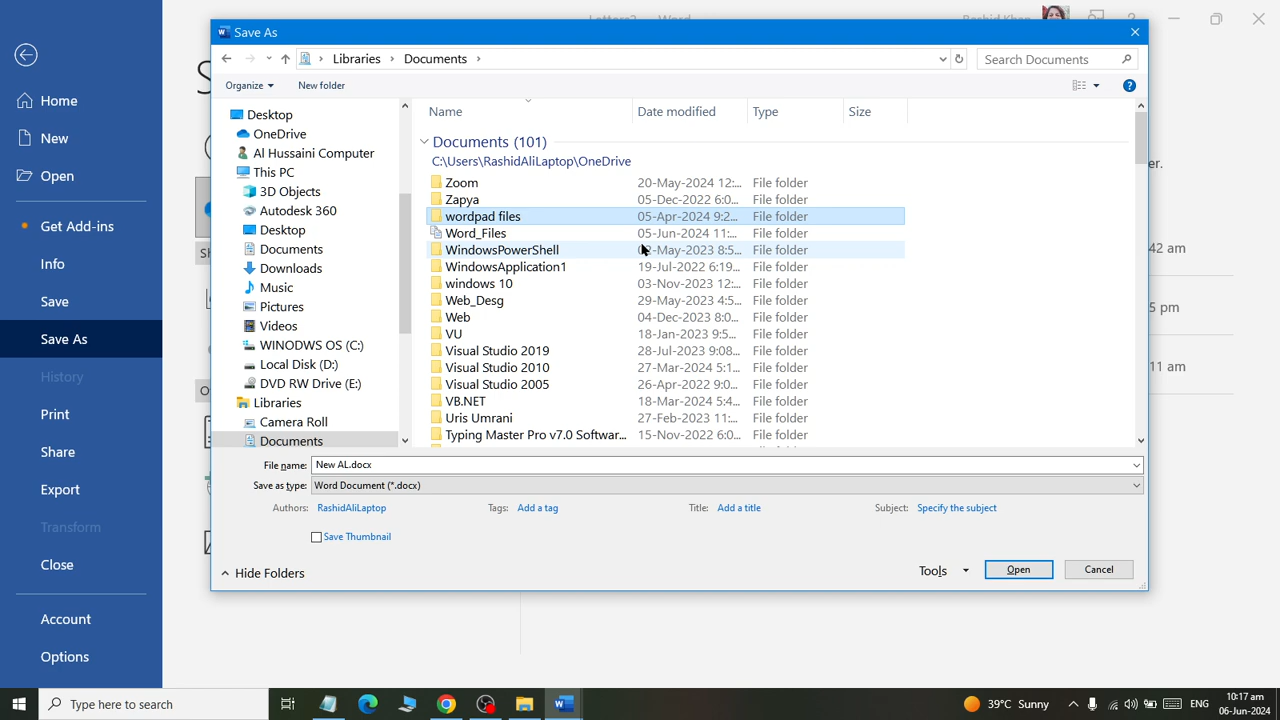 Letters2 - Word
Rashid Khan
Save As
Libraries
Documents
Search Documents
Organize
New folder
Home
New
Open
Get Add-ins
Info
Save
Save As
History
Print
Share
Export
Transform
Close
Account
Options
Desktop
OneDrive
Al Hussaini Computer
This PC
3D Objects
Autodesk 360
Desktop
Documents
Downloads
Music
Pictures
Videos
WINODWS OS (C:)
Local Disk (D:)
DVD RW Drive (E:)
Libraries
Camera Roll
Documents
Name Date modified Type Size
Documents (101)
C:\Users\RashidAliLaptop\OneDrive
Zoom 20-May-2024 12:... File folder
Zapya 05-Dec-2022 6:0... File folder
wordpad files 05-Apr-2024 9:2... File folder
Word_Files 05-Jun-2024 11:... File folder
WindowsPowerShell -May-2023 8:5... File folder
WindowsApplication1 19-Jul-2022 6:19... File folder
windows 10 03-Nov-2023 12:... File folder
Web_Desg 29-May-2023 4:5... File folder
Web 04-Dec-2023 8:0... File folder
VU 18-Jan-2023 9:5... File folder
Visual Studio 2019 28-Jul-2023 9:08... File folder
Visual Studio 2010 27-Mar-2024 5:1... File folder
Visual Studio 2005 26-Apr-2022 9:0... File folder
VB.NET 18-Mar-2024 5:4... File folder
Uris Umrani 27-Feb-2023 11:... File folder
Typing Master Pro v7.0 Softwar... 15-Nov-2022 6:0... File folder
er.
42 am
5 pm
11 am
File name: New AL.docx
Save as type: Word Document (*.docx)
Authors: RashidAliLaptop Tags: Add a tag Title: Add a title Subject: Specify the subject
Save Thumbnail
Hide Folders
Tools Open Cancel
Type here to search
39°C Sunny
ENG
10:17 am
06-Jun-2024